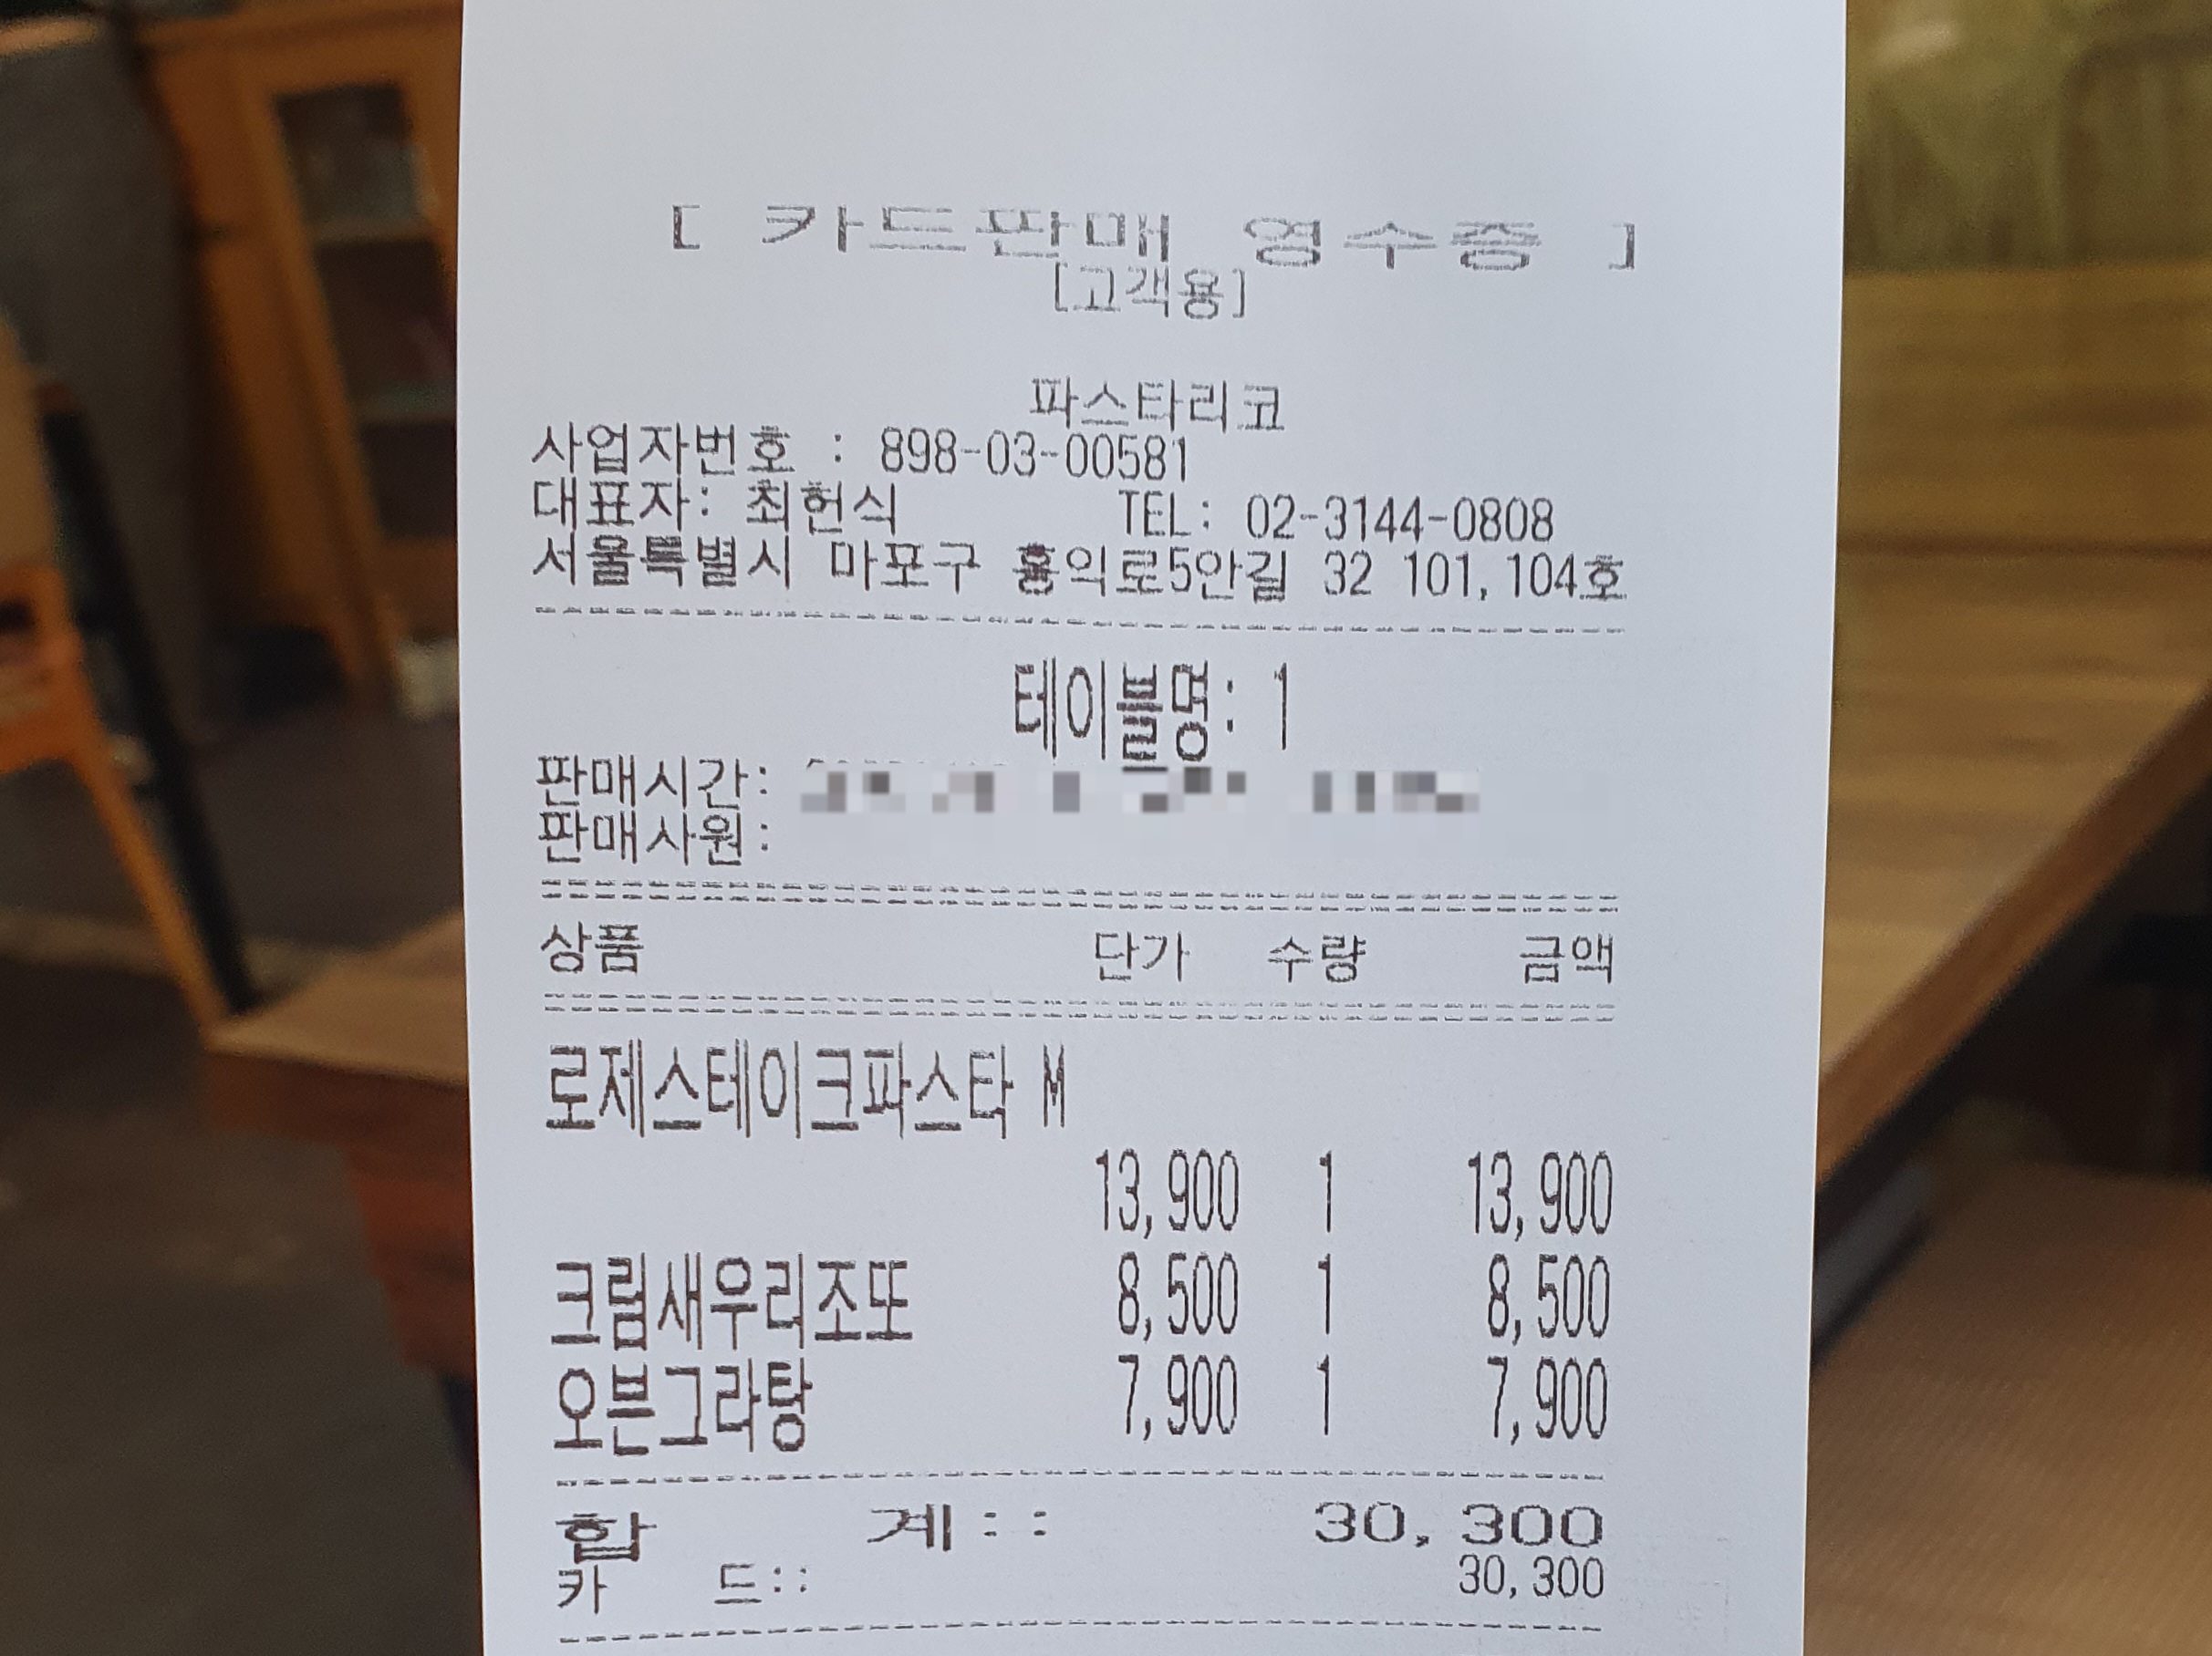 [ 카드판매 영수증 ]
[고객용]
파스타리코
사업자번호 : 898-03-00581
대표자: 최헌식 TEL: 02-3144-0808
서울특별시 마포구 홍익로5안길 32 101,104호
테이블명: 1
판매시간:
판매사원:
상품 단가 수량 금액
로제스테이크파스타 M
13,900 1 13,900
크림새우리조또 8,500 1 8,500
오븐그라탕 7,900 1 7,900
합 계:: 30,300
카 드:: 30,300